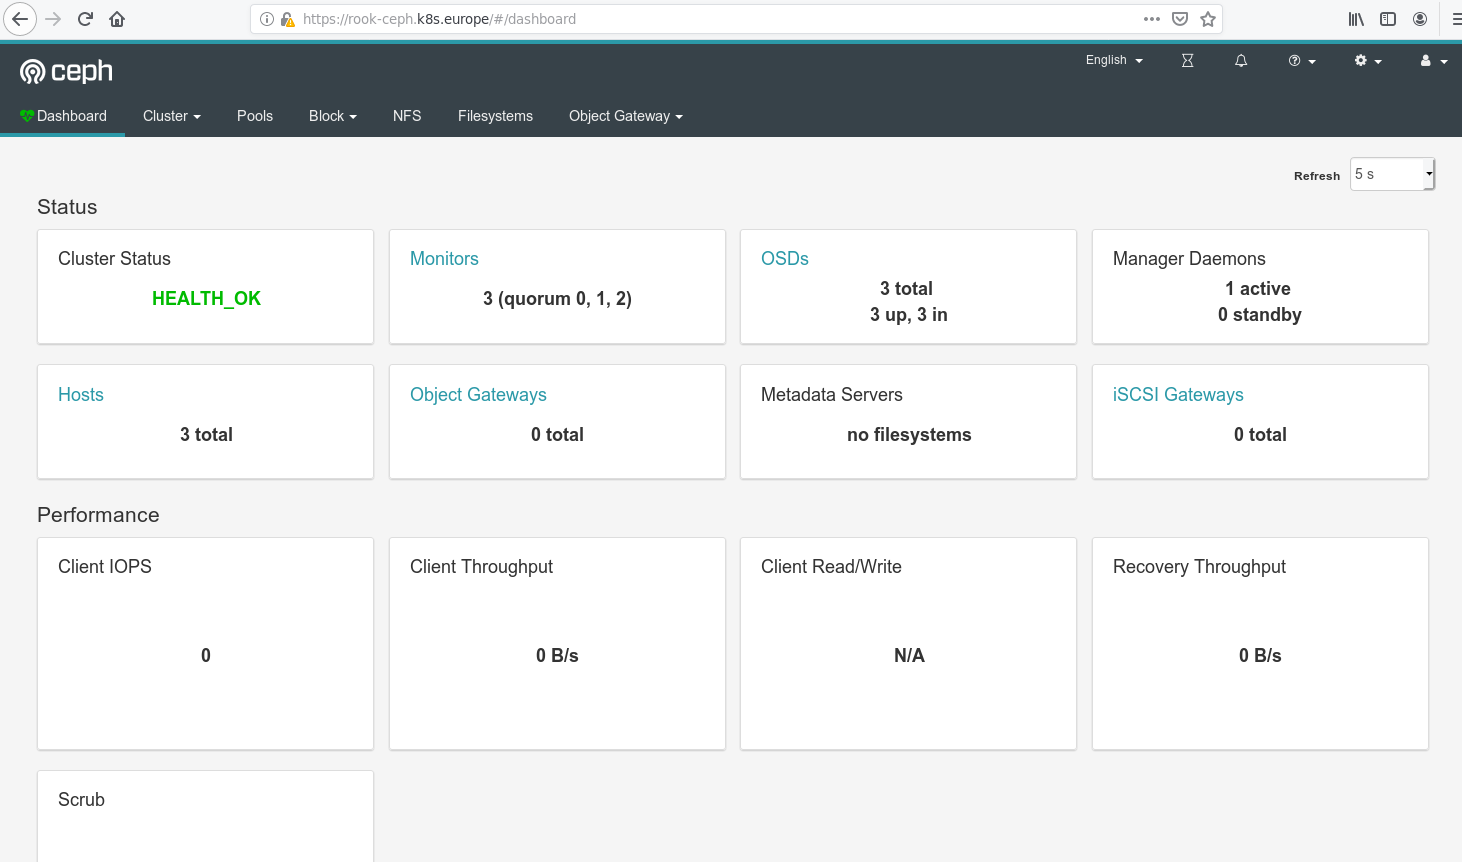 https://rook-ceph.k8s.europe/#/dashboard
ceph
English
Dashboard Cluster Pools Block NFS Filesystems Object Gateway
Refresh 5 s
Status
Cluster Status
HEALTH_OK
Monitors
3 (quorum 0, 1, 2)
OSDs
3 total
3 up, 3 in
Manager Daemons
1 active
0 standby
Hosts
3 total
Object Gateways
0 total
Metadata Servers
no filesystems
iSCSI Gateways
0 total
Performance
Client IOPS
0
Client Throughput
0 B/s
Client Read/Write
N/A
Recovery Throughput
0 B/s
Scrub